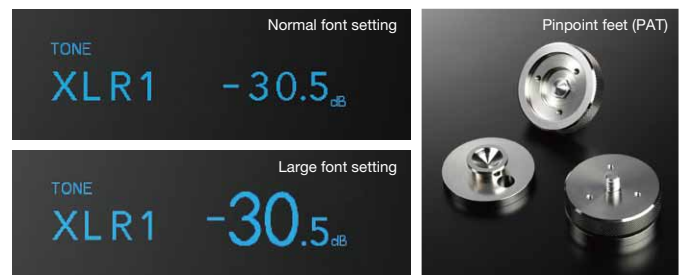 Normal font setting
TONE
XLR1 -30.5dB
Large font setting
TONE
XLR1 -30.5dB
Pinpoint feet (PAT)